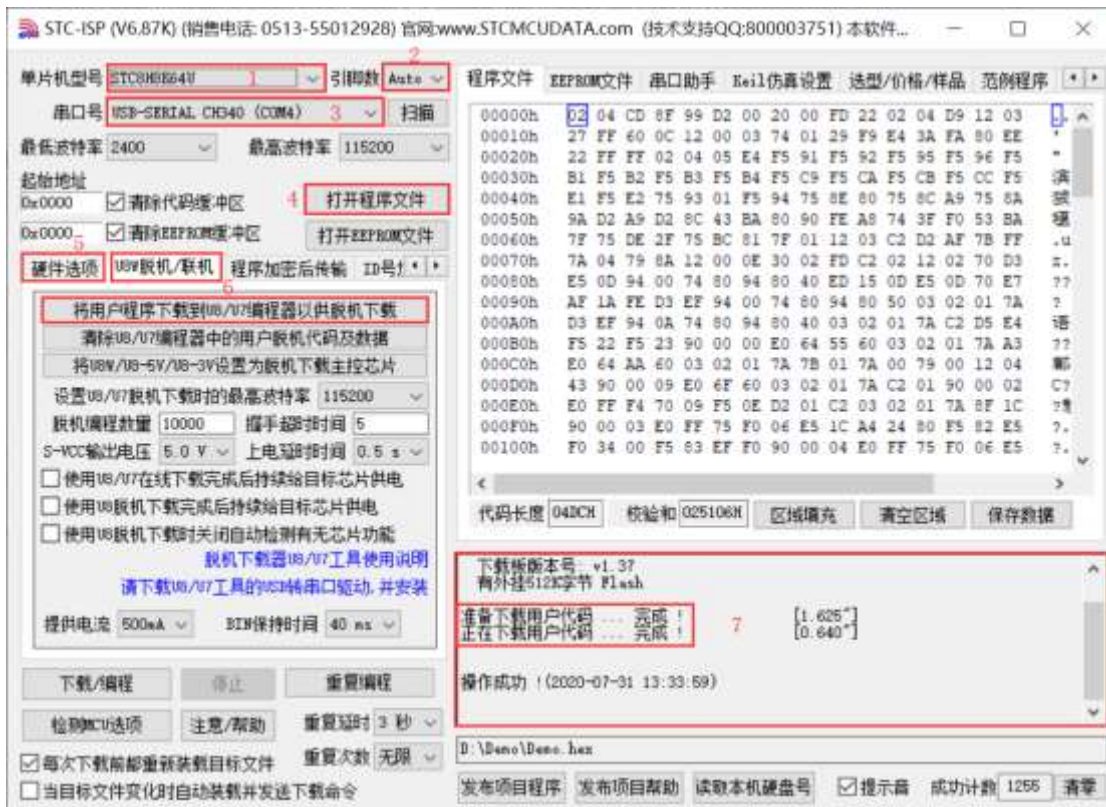 STC-ISP (V6.87K) (销售电话: 0513-55012928) 官网:www.STCMCUDATA.com (技术支持QQ:800003751) 本软件...
单片机型号 STC8H8K64U 1 引脚数 Auto 2
串口号 USB-SERIAL CH340 (COM4) 3 扫描
最低波特率 2400 最高波特率 115200
起始地址
0x0000 清除代码缓冲区 4 打开程序文件
0x0000 清除EEPROM缓冲区 打开EEPROM文件
5
硬件选项 U8W脱机/联机 程序加密后传输
6
将用户程序下载到U8/U7编程器以供脱机下载
清除U8/U7编程器中的用户脱机代码及数据
将U8W/U8-5V/U8-3V设置为脱机下载主控芯片
设置U8/U7脱机下载时的最高波特率 115200
脱机编程数量 10000 握手超时时间 5
S-VCC输出电压 5.0 V 上电延时时间 0.5 s
使用U8/U7在线下载完成后持续给目标芯片供电
使用U8脱机下载完成后持续给目标芯片供电
使用U8脱机下载时关闭自动检测有无芯片功能
脱机下载器U8/U7工具使用说明
请下载U8/U7工具的USB转串口驱动,并安装
提供电流 500mA BIN保持时间 40 ms
下载/编程 停止 重复编程
检测MCU选项 注意/帮助 重复延时 3 秒
重复次数 无限
每次下载前都重新装载目标文件
当目标文件变化时自动装载并发送下载命令
程序文件 EEPROM文件 串口助手 Keil仿真设置 选型/价格/样品 范例程序
00000h 02 04 CD 8F 99 D2 00 20 00 FD 22 02 04 D9 12 03
00010h 27 FF 60 0C 12 00 03 74 01 29 F9 E4 3A FA 80 EE
00020h 22 FF FF 02 04 05 E4 F5 91 F5 92 F5 95 F5 96 F5
00030h B1 F5 B2 F5 B3 F5 B4 F5 C9 F5 CA F5 CB F5 CC F5
00040h E1 F5 E2 75 93 01 F5 94 75 8E 80 75 8C A9 75 8A
00050h 9A D2 A9 D2 8C 43 BA 80 90 FE A8 74 3F F0 53 BA
00060h 7F 75 DE 2F 75 BC 81 7F 01 12 03 C2 D2 AF 7B FF
00070h 7A 04 79 8A 12 00 0E 30 02 FD C2 02 12 02 70 D3
00080h E5 0D 94 00 74 80 94 80 40 ED 15 0D E5 0D 70 E7
00090h AF 1A FE D3 EF 94 00 74 80 94 80 50 03 02 01 7A
000A0h D3 EF 94 0A 74 80 94 80 40 03 02 01 7A C2 D5 E4
000B0h F5 22 F5 23 90 00 00 E0 64 55 60 03 02 01 7A A3
000C0h E0 64 AA 60 03 02 01 7A 7B 01 7A 00 79 00 12 04
000D0h 43 90 00 09 E0 6F 60 03 02 01 7A C2 01 90 00 02
000E0h E0 FF F4 70 09 F5 0E D2 01 C2 03 02 01 7A 8F 1C
000F0h 90 00 03 E0 FF 75 F0 06 E5 1C A4 24 80 F5 82 E5
00100h F0 34 00 F5 83 EF F0 90 00 04 E0 FF 75 F0 06 E5
代码长度 04DCH 校验和 025106H 区域填充 清空区域 保存数据
下载板版本号: v1.37
有外挂512K字节 Flash
准备下载用户代码 ... 完成 ! [1.625"]
正在下载用户代码 ... 完成 ! [0.640"]
7
操作成功 !(2020-07-31 13:33:59)
D:\Demo\Demo.hex
发布项目程序 发布项目帮助 读取本机硬盘号 提示音 成功计数 1255 清零